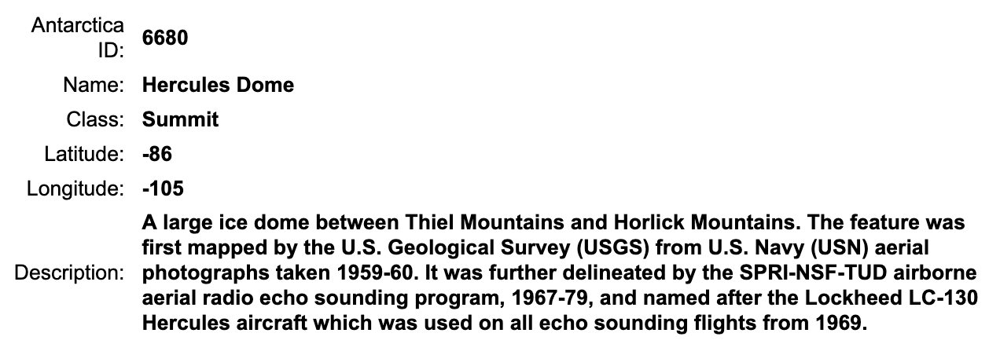 Antarctica
ID: 6680
Name: Hercules Dome
Class: Summit
Latitude: -86
Longitude: -105
Description: A large ice dome between Thiel Mountains and Horlick Mountains. The feature was
first mapped by the U.S. Geological Survey (USGS) from U.S. Navy (USN) aerial
photographs taken 1959-60. It was further delineated by the SPRI-NSF-TUD airborne
aerial radio echo sounding program, 1967-79, and named after the Lockheed LC-130
Hercules aircraft which was used on all echo sounding flights from 1969.